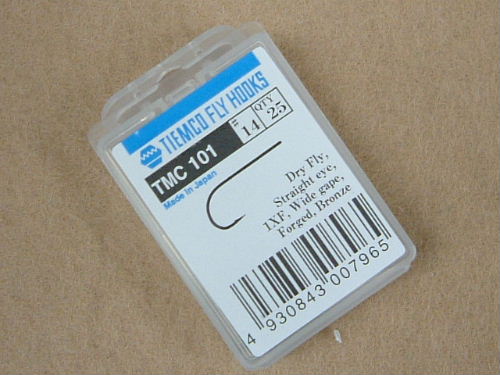 TIEMCO FLY HOOKS
TMC 101
# 14
QTY 25
Made in Japan
Dry Fly,
Straight eye,
1XF, Wide gape,
Forged, Bronze
4 930843 007965